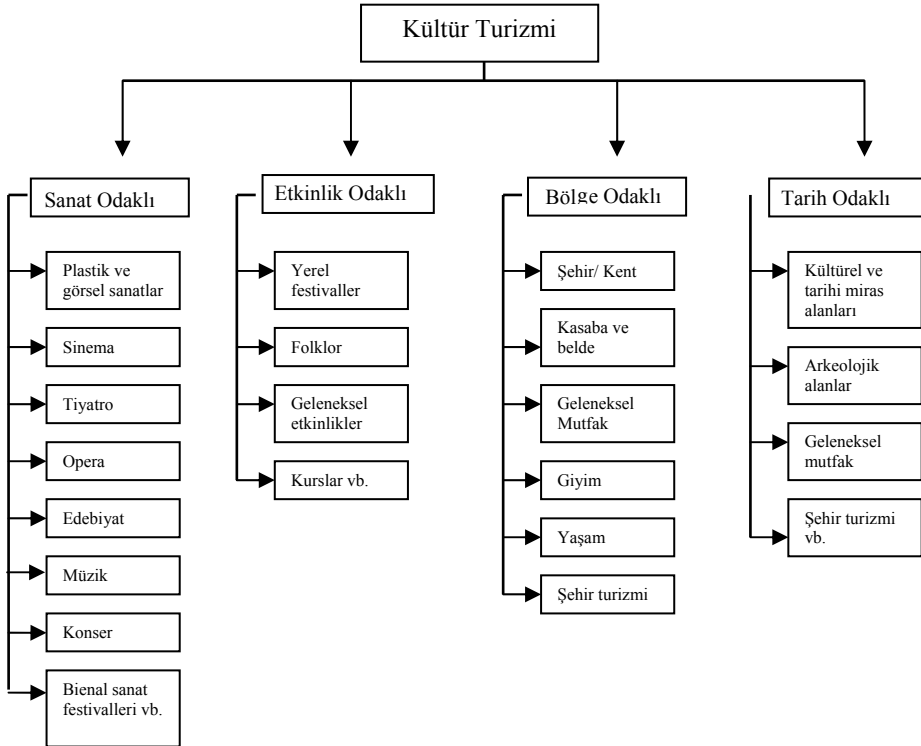 Kültür Turizmi
Sanat Odaklı
Plastik ve
görsel sanatlar
Sinema
Tiyatro
Opera
Edebiyat
Müzik
Konser
Bienal sanat
festivalleri vb.
Etkinlik Odaklı
Yerel
festivaller
Folklor
Geleneksel
etkinlikler
Kurslar vb.
Bölge Odaklı
Şehir/ Kent
Kasaba ve
belde
Geleneksel
Mutfak
Giyim
Yaşam
Şehir turizmi
Tarih Odaklı
Kültürel ve
tarihi miras
alanları
Arkeolojik
alanlar
Geleneksel
mutfak
Şehir turizmi
vb.